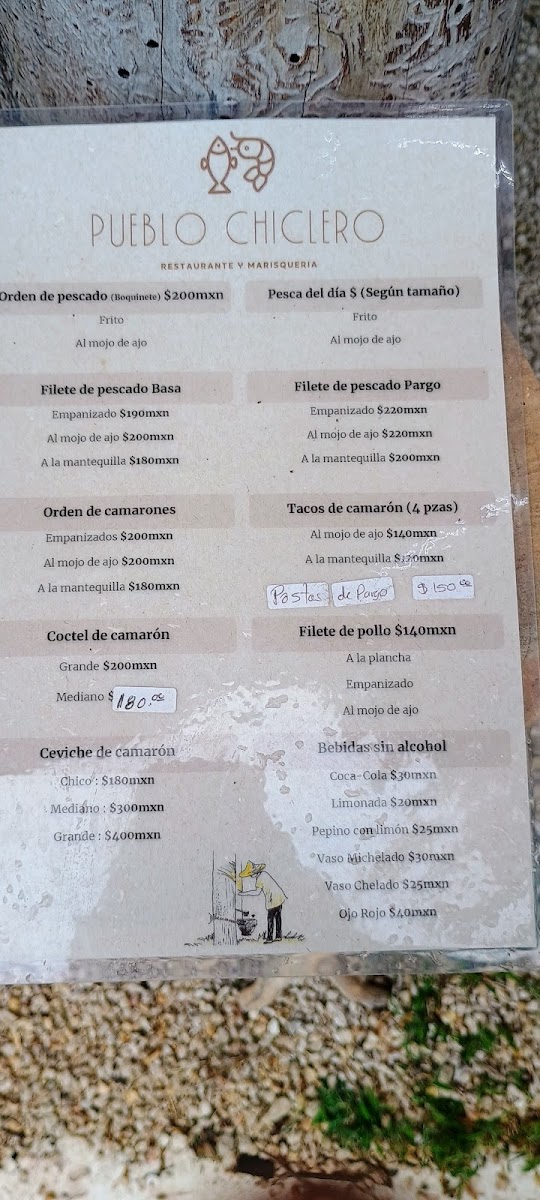 PUEBLO CHICLERO
RESTAURANTE Y MARISQUERIA
Orden de pescado (Boquinete) $200mxn
Frito
Al mojo de ajo
Pesca del día $ (Según tamaño)
Frito
Al mojo de ajo
Filete de pescado Basa
Empanizado $190mxn
Al mojo de ajo $200mxn
A la mantequilla $180mxn
Filete de pescado Pargo
Empanizado $220mxn
Al mojo de ajo $220mxn
A la mantequilla $200mxn
Orden de camarones
Empanizados $200mxn
Al mojo de ajo $200mxn
A la mantequilla $180mxn
Tacos de camarón (4 pzas)
Al mojo de ajo $140mxn
A la mantequilla $130mxn
Postas de Pargo $150.00
Coctel de camarón
Grande $200mxn
Mediano $180.00
Filete de pollo $140mxn
A la plancha
Empanizado
Al mojo de ajo
Ceviche de camarón
Chico : $180mxn
Mediano : $300mxn
Grande : $400mxn
Bebidas sin alcohol
Coca-Cola $30mxn
Limonada $20mxn
Pepino con limón $25mxn
Vaso Michelado $30mxn
Vaso Chelado $25mxn
Ojo Rojo $40mxn